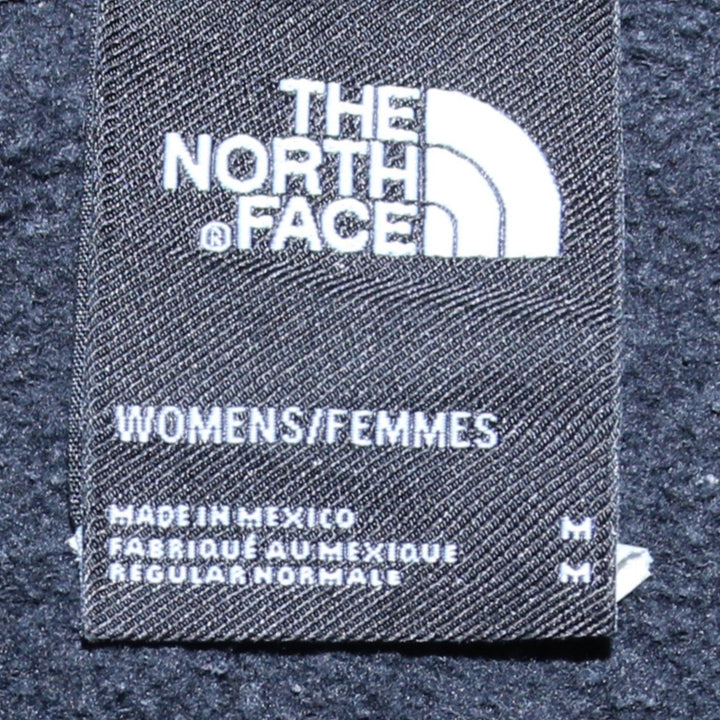 THE
NORTH
®FACE
WOMENS/FEMMES
MADE IN MEXICO M
FABRIQUÉ AU MEXIQUE
REGULAR NORMALE M